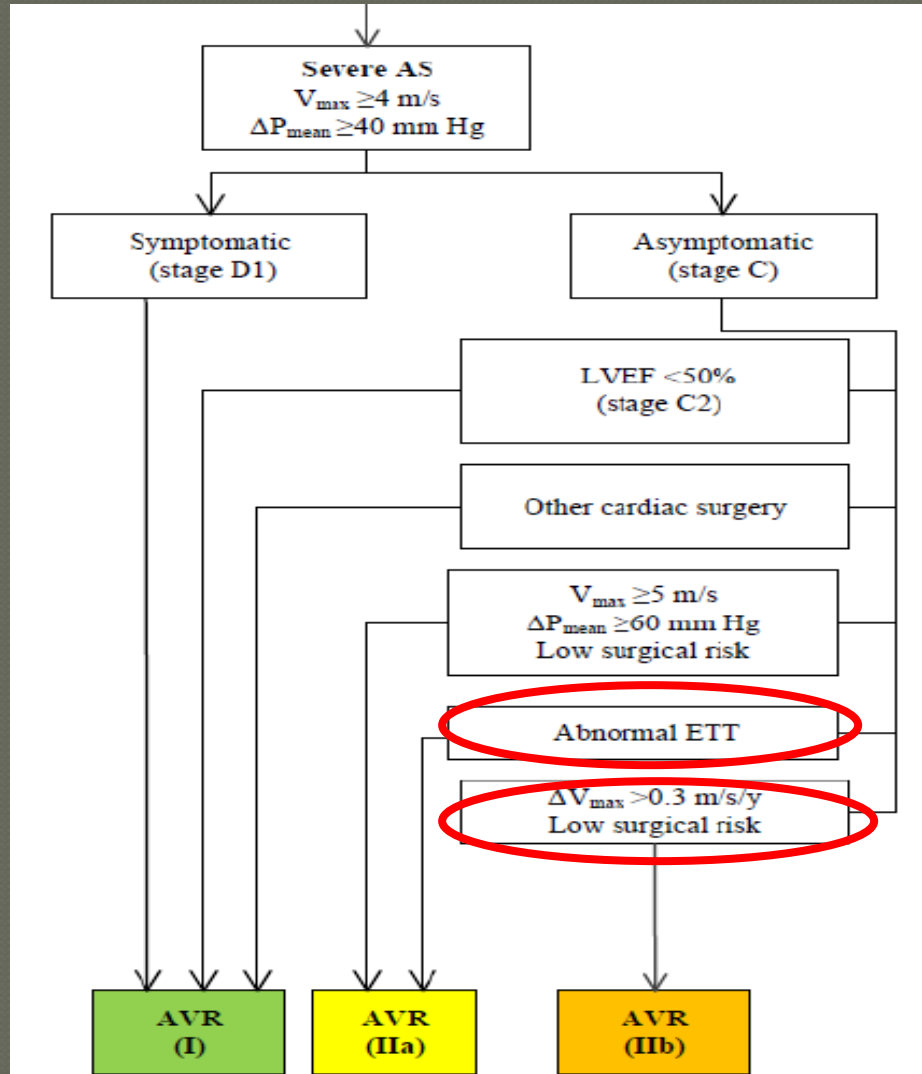 Severe AS
Vmax ≥4 m/s
ΔPmean ≥40 mm Hg
Symptomatic
(stage D1)
Asymptomatic
(stage C)
LVEF <50%
(stage C2)
Other cardiac surgery
Vmax ≥5 m/s
ΔPmean ≥60 mm Hg
Low surgical risk
Abnormal ETT
ΔVmax >0.3 m/s/y
Low surgical risk
AVR
(I)
AVR
(IIa)
AVR
(IIb)